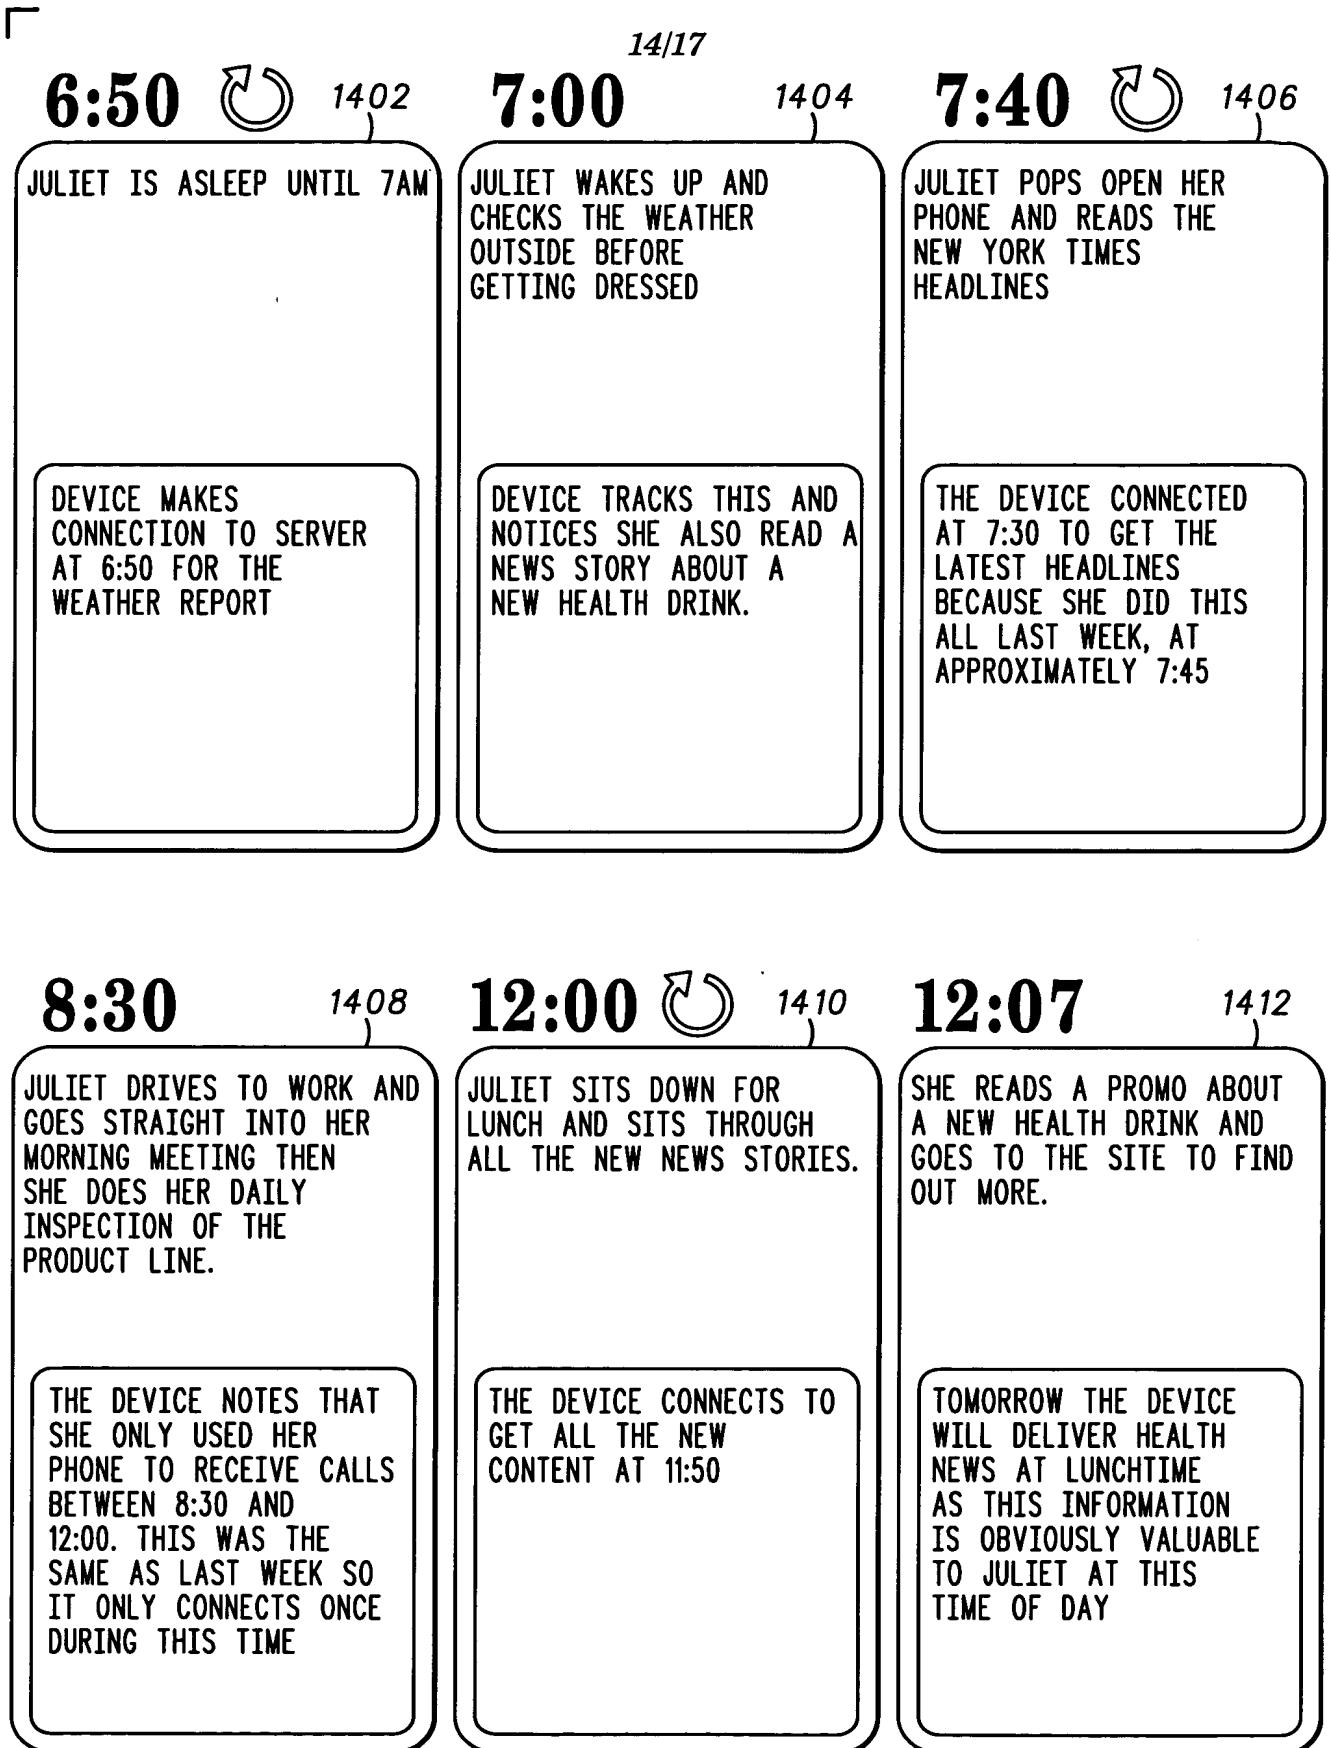 14/17
6:50 1402
JULIET IS ASLEEP UNTIL 7AM
DEVICE MAKES
CONNECTION TO SERVER
AT 6:50 FOR THE
WEATHER REPORT
7:00 1404
JULIET WAKES UP AND
CHECKS THE WEATHER
OUTSIDE BEFORE
GETTING DRESSED
DEVICE TRACKS THIS AND
NOTICES SHE ALSO READ A
NEWS STORY ABOUT A
NEW HEALTH DRINK.
7:40 1406
JULIET POPS OPEN HER
PHONE AND READS THE
NEW YORK TIMES
HEADLINES
THE DEVICE CONNECTED
AT 7:30 TO GET THE
LATEST HEADLINES
BECAUSE SHE DID THIS
ALL LAST WEEK, AT
APPROXIMATELY 7:45
8:30 1408
JULIET DRIVES TO WORK AND
GOES STRAIGHT INTO HER
MORNING MEETING THEN
SHE DOES HER DAILY
INSPECTION OF THE
PRODUCT LINE.
THE DEVICE NOTES THAT
SHE ONLY USED HER
PHONE TO RECEIVE CALLS
BETWEEN 8:30 AND
12:00. THIS WAS THE
SAME AS LAST WEEK SO
IT ONLY CONNECTS ONCE
DURING THIS TIME
12:00 1410
JULIET SITS DOWN FOR
LUNCH AND SITS THROUGH
ALL THE NEW NEWS STORIES.
THE DEVICE CONNECTS TO
GET ALL THE NEW
CONTENT AT 11:50
12:07 1412
SHE READS A PROMO ABOUT
A NEW HEALTH DRINK AND
GOES TO THE SITE TO FIND
OUT MORE.
TOMORROW THE DEVICE
WILL DELIVER HEALTH
NEWS AT LUNCHTIME
AS THIS INFORMATION
IS OBVIOUSLY VALUABLE
TO JULIET AT THIS
TIME OF DAY